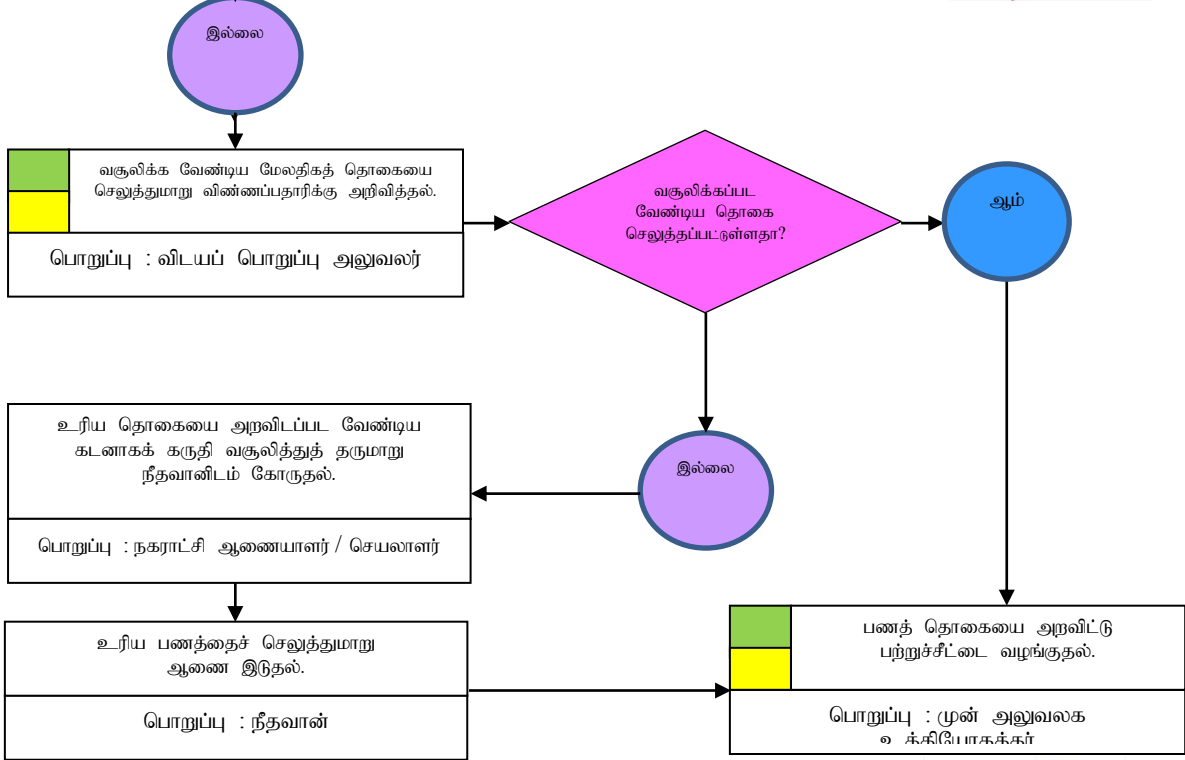 இல்லை
வசூலிக்க வேண்டிய மேலதிகத் தொகையை
செலுத்துமாறு விண்ணப்பதாரிக்கு அறிவித்தல்.
பொறுப்பு : விடயப் பொறுப்பு அலுவலர்
வசூலிக்கப்பட
வேண்டிய தொகை
செலுத்தப்பட்டுள்ளதா?
ஆம்
இல்லை
உரிய தொகையை அறவிடப்பட வேண்டிய
கடனாகக் கருதி வசூலித்துத் தருமாறு
நீதவானிடம் கோருதல்.
பொறுப்பு : நகராட்சி ஆணையாளர் / செயலாளர்
உரிய பணத்தைச் செலுத்துமாறு
ஆணை இடுதல்.
பொறுப்பு : நீதவான்
பணத் தொகையை அறவிட்டு
பற்றுச்சீட்டை வழங்குதல்.
பொறுப்பு : முன் அலுவலக